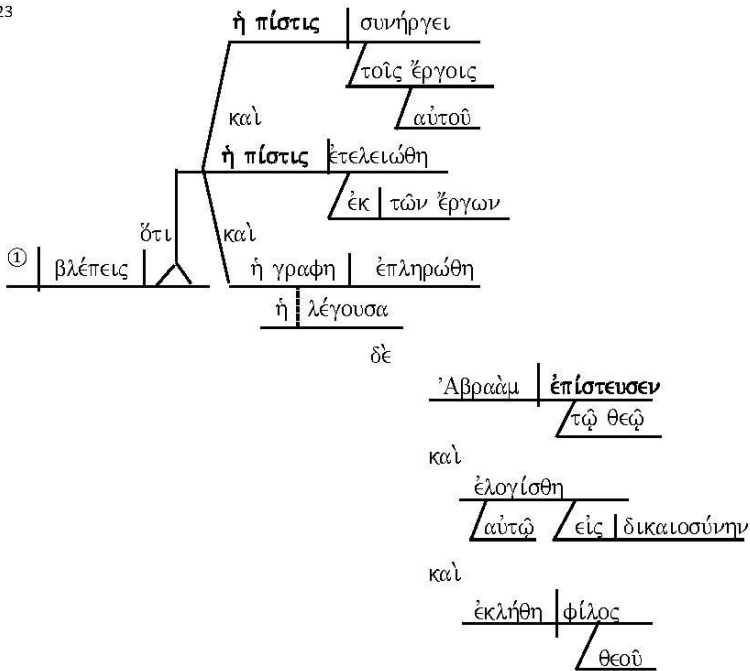 23
ἡ πίστις συνήργει
τοῖς ἔργοις
καὶ αὐτοῦ
ἡ πίστις ἐτελειώθη
ἐκ τῶν ἔργων
ὅτι καὶ
① βλέπεις ἡ γραφη ἐπληρώθη
ἡ λέγουσα
δὲ
Ἀβραὰμ ἐπίστευσεν
τῷ θεῷ
καὶ
ἐλογίσθη
αὐτῷ εἰς δικαιοσύνην
καὶ
ἐκλήθη φίλος
θεοῦ